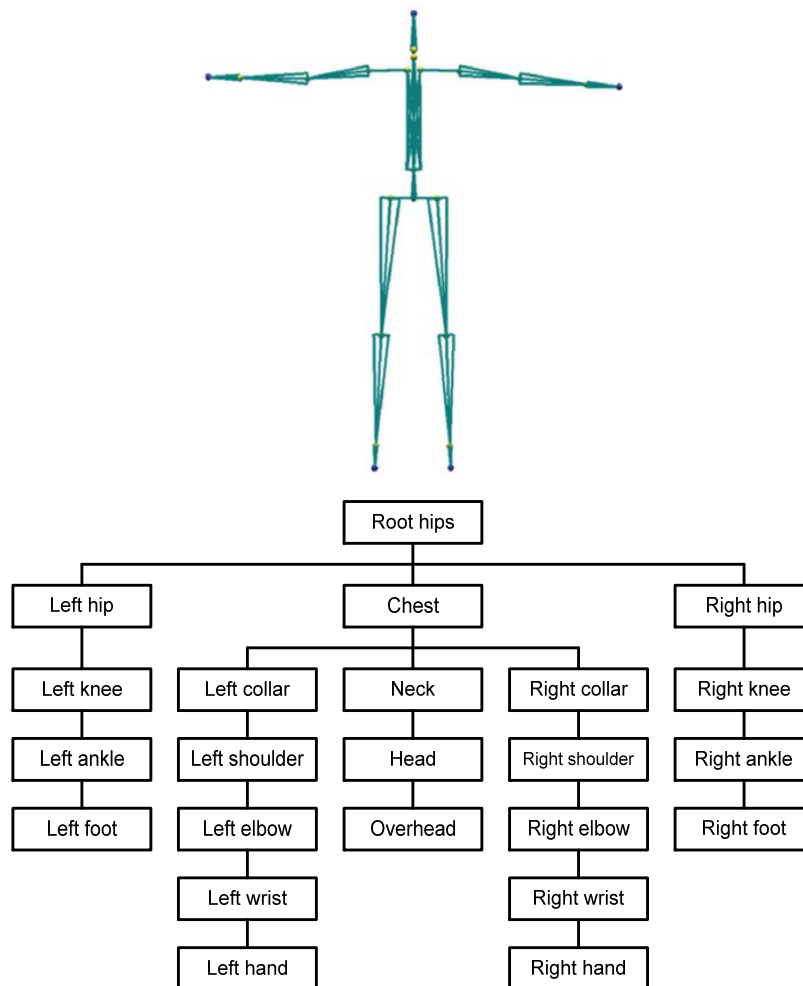 Root hips
Left hip
Chest
Right hip
Left knee
Left collar
Neck
Right collar
Right knee
Left ankle
Left shoulder
Head
Right shoulder
Right ankle
Left foot
Left elbow
Overhead
Right elbow
Right foot
Left wrist
Right wrist
Left hand
Right hand